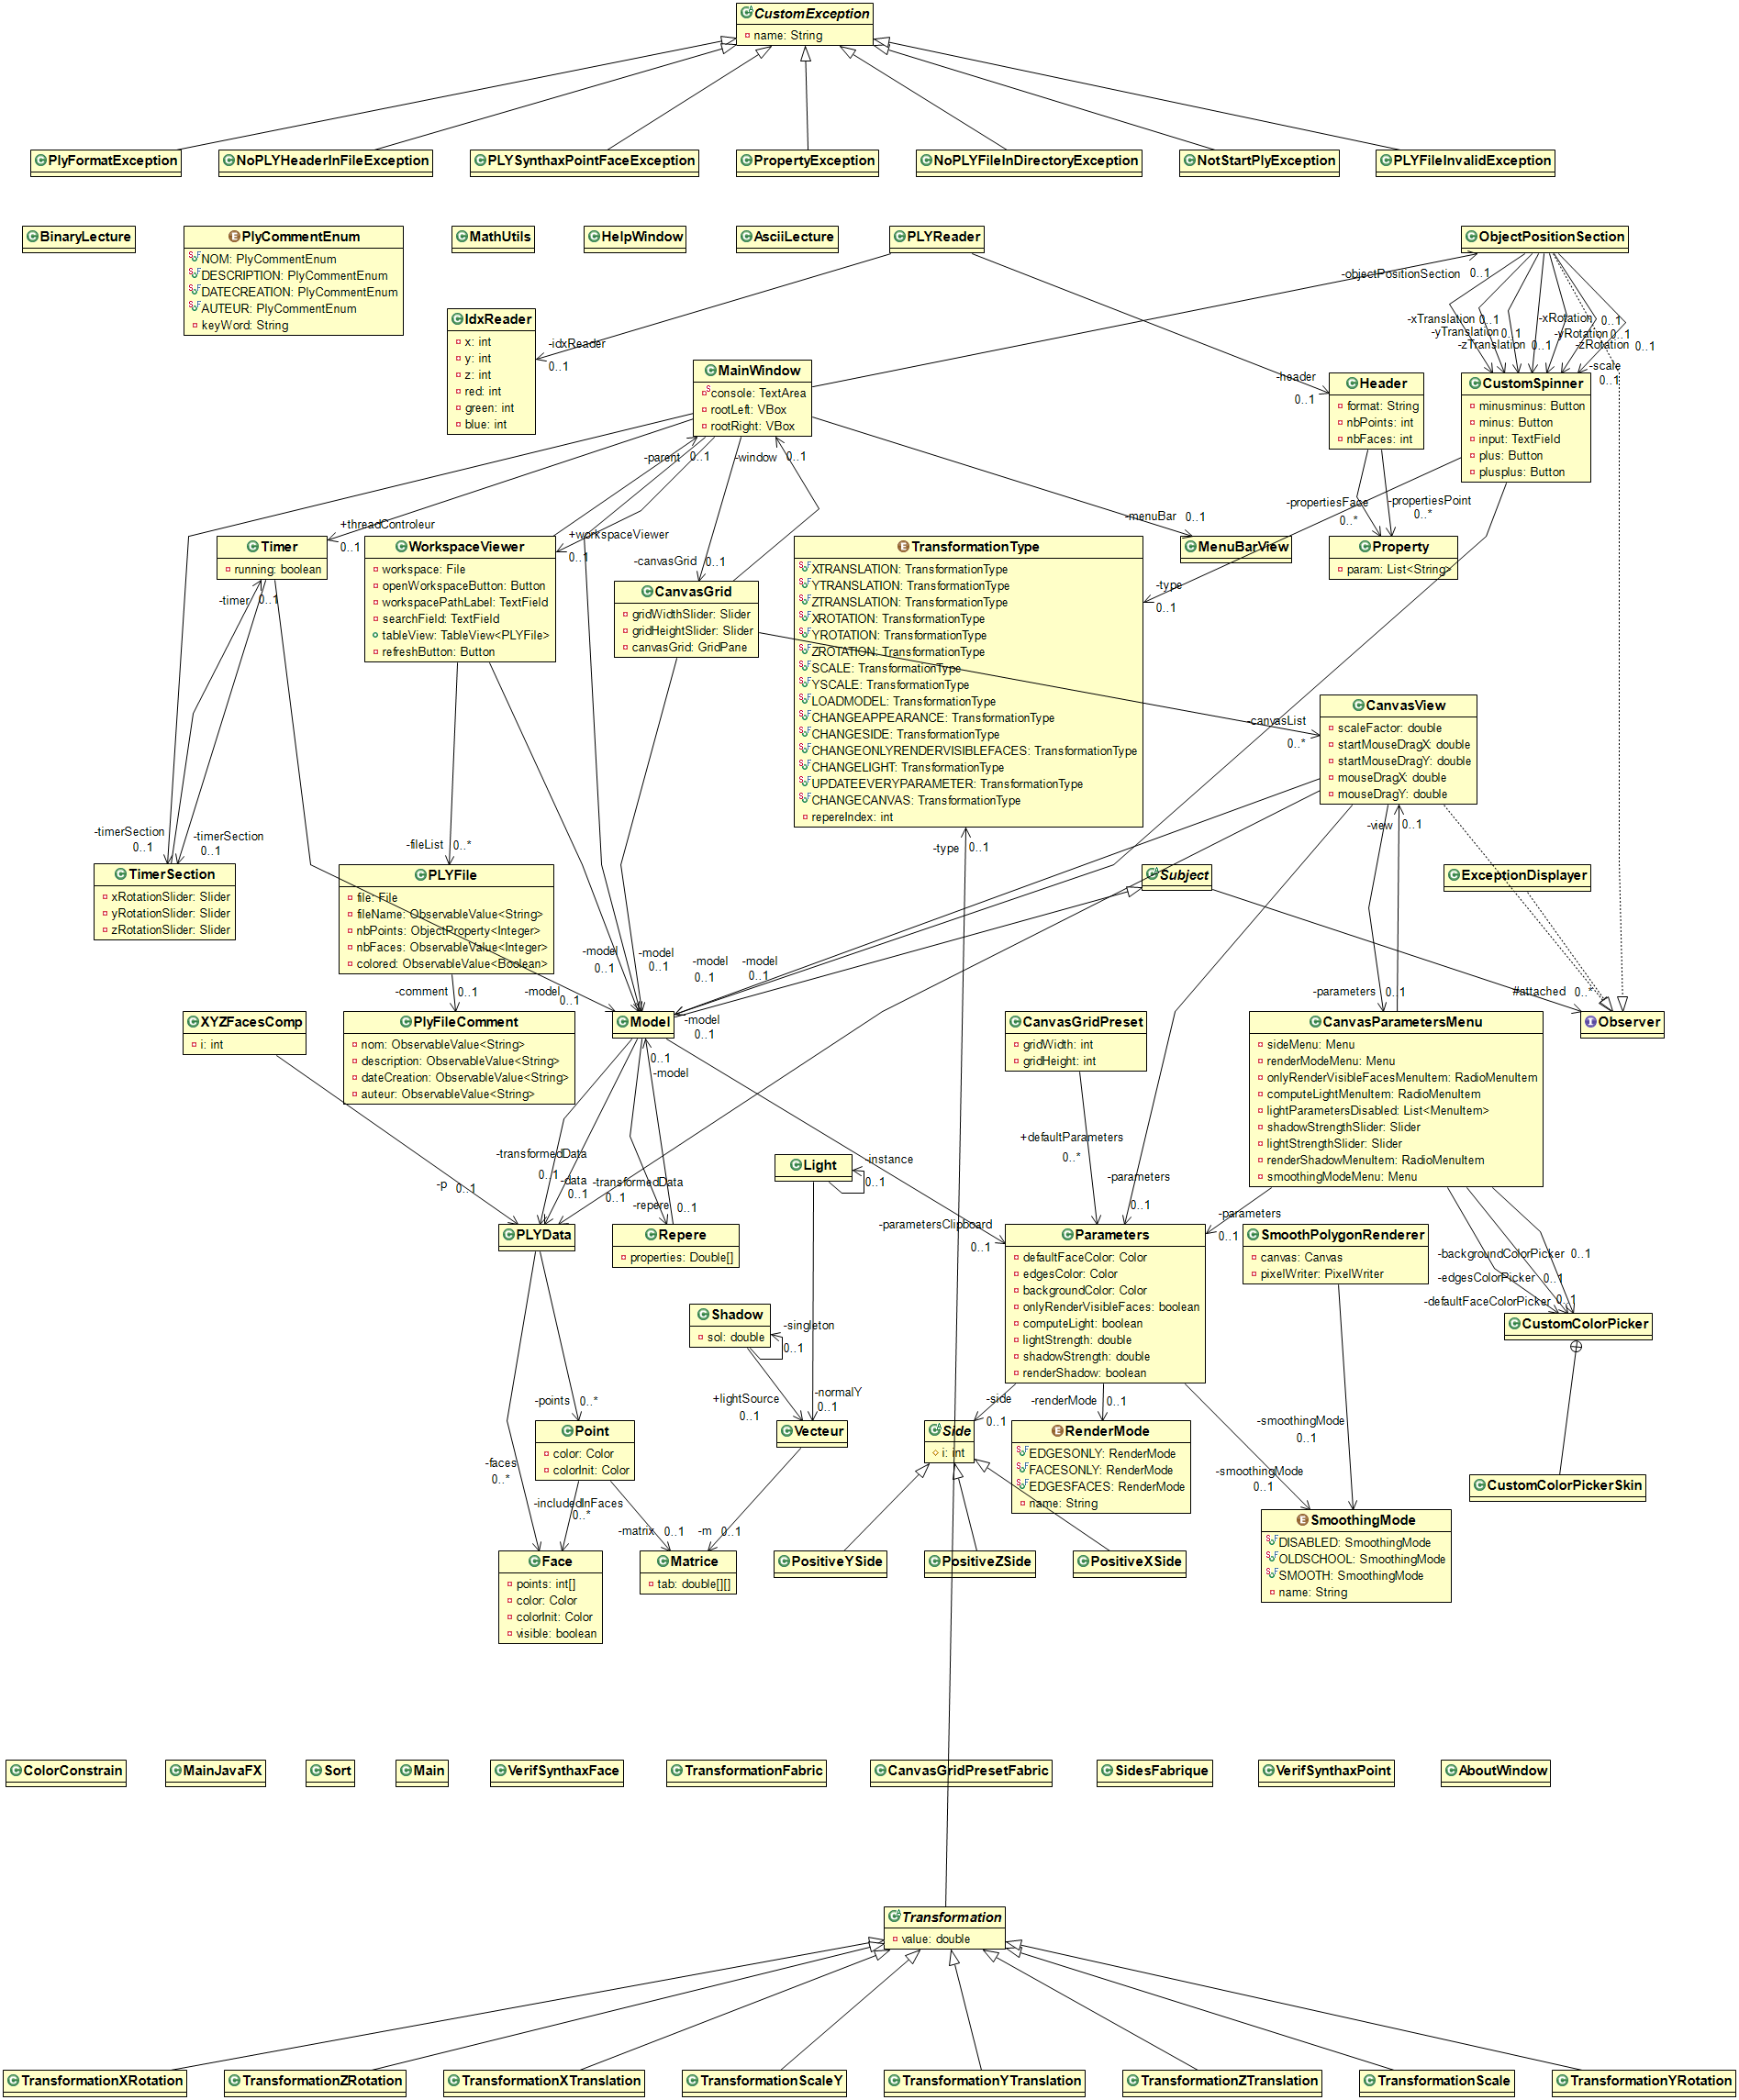 CustomException
name: String
PlyFormatException
NoPLYHeaderInFileException
PLYSynthaxPointFaceException
PropertyException
NoPLYFileInDirectoryException
NotStartPlyException
PLYFileInvalidException
BinaryLecture
PlyCommentEnum
NOM: PlyCommentEnum
DESCRIPTION: PlyCommentEnum
DATECREATION: PlyCommentEnum
AUTEUR: PlyCommentEnum
keyWord: String
MathUtils
HelpWindow
AsciiLecture
PLYReader
ObjectPositionSection
-objectPositionSection 0..1
IdxReader
x: int
y: int
z: int
red: int
green: int
blue: int
-idxReader
0..1
-xTranslation 0..1
-yTranslation 0..1
-zTranslation 0..1
-xRotation 0..1
-yRotation 0..1
-zRotation 0..1
-scale
0..1
MainWindow
console: TextArea
rootLeft: VBox
rootRight: VBox
-header
0..1
Header
format: String
nbPoints: int
nbFaces: int
CustomSpinner
minusminus: Button
minus: Button
input: TextField
plus: Button
plusplus: Button
-parent 0..1
-window 0..1
-propertiesFace
0..*
-propertiesPoint
0..*
+threadControleur
0..1
+workspaceViewer
0..1
-menuBar 0..1
-canvasGrid 0..1
Timer
running: boolean
-timer 0..1
WorkspaceViewer
workspace: File
openWorkspaceButton: Button
workspacePathLabel: TextField
searchField: TextField
tableView: TableView<PLYFile>
refreshButton: Button
CanvasGrid
gridWidthSlider: Slider
gridHeightSlider: Slider
canvasGrid: GridPane
TransformationType
XTRANSLATION: TransformationType
YTRANSLATION: TransformationType
ZTRANSLATION: TransformationType
XROTATION: TransformationType
YROTATION: TransformationType
ZROTATION: TransformationType
SCALE: TransformationType
YSCALE: TransformationType
LOADMODEL: TransformationType
CHANGEAPPEARANCE: TransformationType
CHANGESIDE: TransformationType
CHANGEONLYRENDERVISIBLEFACES: TransformationType
CHANGELIGHT: TransformationType
UPDATEEVERYPARAMETER: TransformationType
CHANGECANVAS: TransformationType
repereIndex: int
MenuBarView
Property
param: List<String>
-type
0..1
-canvasList
0..*
CanvasView
scaleFactor: double
startMouseDragX: double
startMouseDragY: double
mouseDragX: double
mouseDragY: double
-timerSection
0..1
-timerSection
0..1
-fileList 0..*
-type 0..1
-view 0..1
TimerSection
xRotationSlider: Slider
yRotationSlider: Slider
zRotationSlider: Slider
PLYFile
file: File
fileName: ObservableValue<String>
nbPoints: ObjectProperty<Integer>
nbFaces: ObservableValue<Integer>
colored: ObservableValue<Boolean>
Subject
ExceptionDisplayer
-model
0..1
-model
0..1
-model
0..1
-model
0..1
-comment 0..1
-model
0..1
-parameters 0..1
#attached 0..*
XYZFacesComp
i: int
PlyFileComment
nom: ObservableValue<String>
description: ObservableValue<String>
dateCreation: ObservableValue<String>
auteur: ObservableValue<String>
Model
-model
0..1
0..1
-model
CanvasGridPreset
gridWidth: int
gridHeight: int
CanvasParametersMenu
sideMenu: Menu
renderModeMenu: Menu
onlyRenderVisibleFacesMenuItem: RadioMenuItem
computeLightMenuItem: RadioMenuItem
lightParametersDisabled: List<MenuItem>
shadowStrengthSlider: Slider
lightStrengthSlider: Slider
renderShadowMenuItem: RadioMenuItem
smoothingModeMenu: Menu
Observer
+defaultParameters
0..*
-transformedData
0..1
-data
0..1
-transformedData
0..1
-repere 0..1
-p 0..1
Light
-instance
0..1
-parameters
0..1
-parametersClipboard
0..1
-parameters
0..1
PLYData
Repere
properties: Double[]
Parameters
defaultFaceColor: Color
edgesColor: Color
backgroundColor: Color
onlyRenderVisibleFaces: boolean
computeLight: boolean
lightStrength: double
shadowStrength: double
renderShadow: boolean
SmoothPolygonRenderer
canvas: Canvas
pixelWriter: PixelWriter
-backgroundColorPicker 0..1
-edgesColorPicker 0..1
-defaultFaceColorPicker 0..1
Shadow
sol: double
-singleton
0..1
CustomColorPicker
-points 0..*
+lightSource
0..1
-normalY
0..1
-side
0..1
-renderMode 0..1
-smoothingMode
0..1
Point
color: Color
colorInit: Color
Vecteur
Side
i: int
RenderMode
EDGESONLY: RenderMode
FACESONLY: RenderMode
EDGESFACES: RenderMode
name: String
-faces
0..*
-smoothingMode
0..1
CustomColorPickerSkin
-includedInFaces
0..*
-matrix 0..1
-m 0..1
SmoothingMode
DISABLED: SmoothingMode
OLDSCHOOL: SmoothingMode
SMOOTH: SmoothingMode
name: String
Face
points: int[]
color: Color
colorInit: Color
visible: boolean
Matrice
tab: double[][]
PositiveYSide
PositiveZSide
PositiveXSide
ColorConstrain
MainJavaFX
Sort
Main
VerifSynthaxFace
TransformationFabric
CanvasGridPresetFabric
SidesFabrique
VerifSynthaxPoint
AboutWindow
Transformation
value: double
TransformationXRotation
TransformationZRotation
TransformationXTranslation
TransformationScaleY
TransformationYTranslation
TransformationZTranslation
TransformationScale
TransformationYRotation